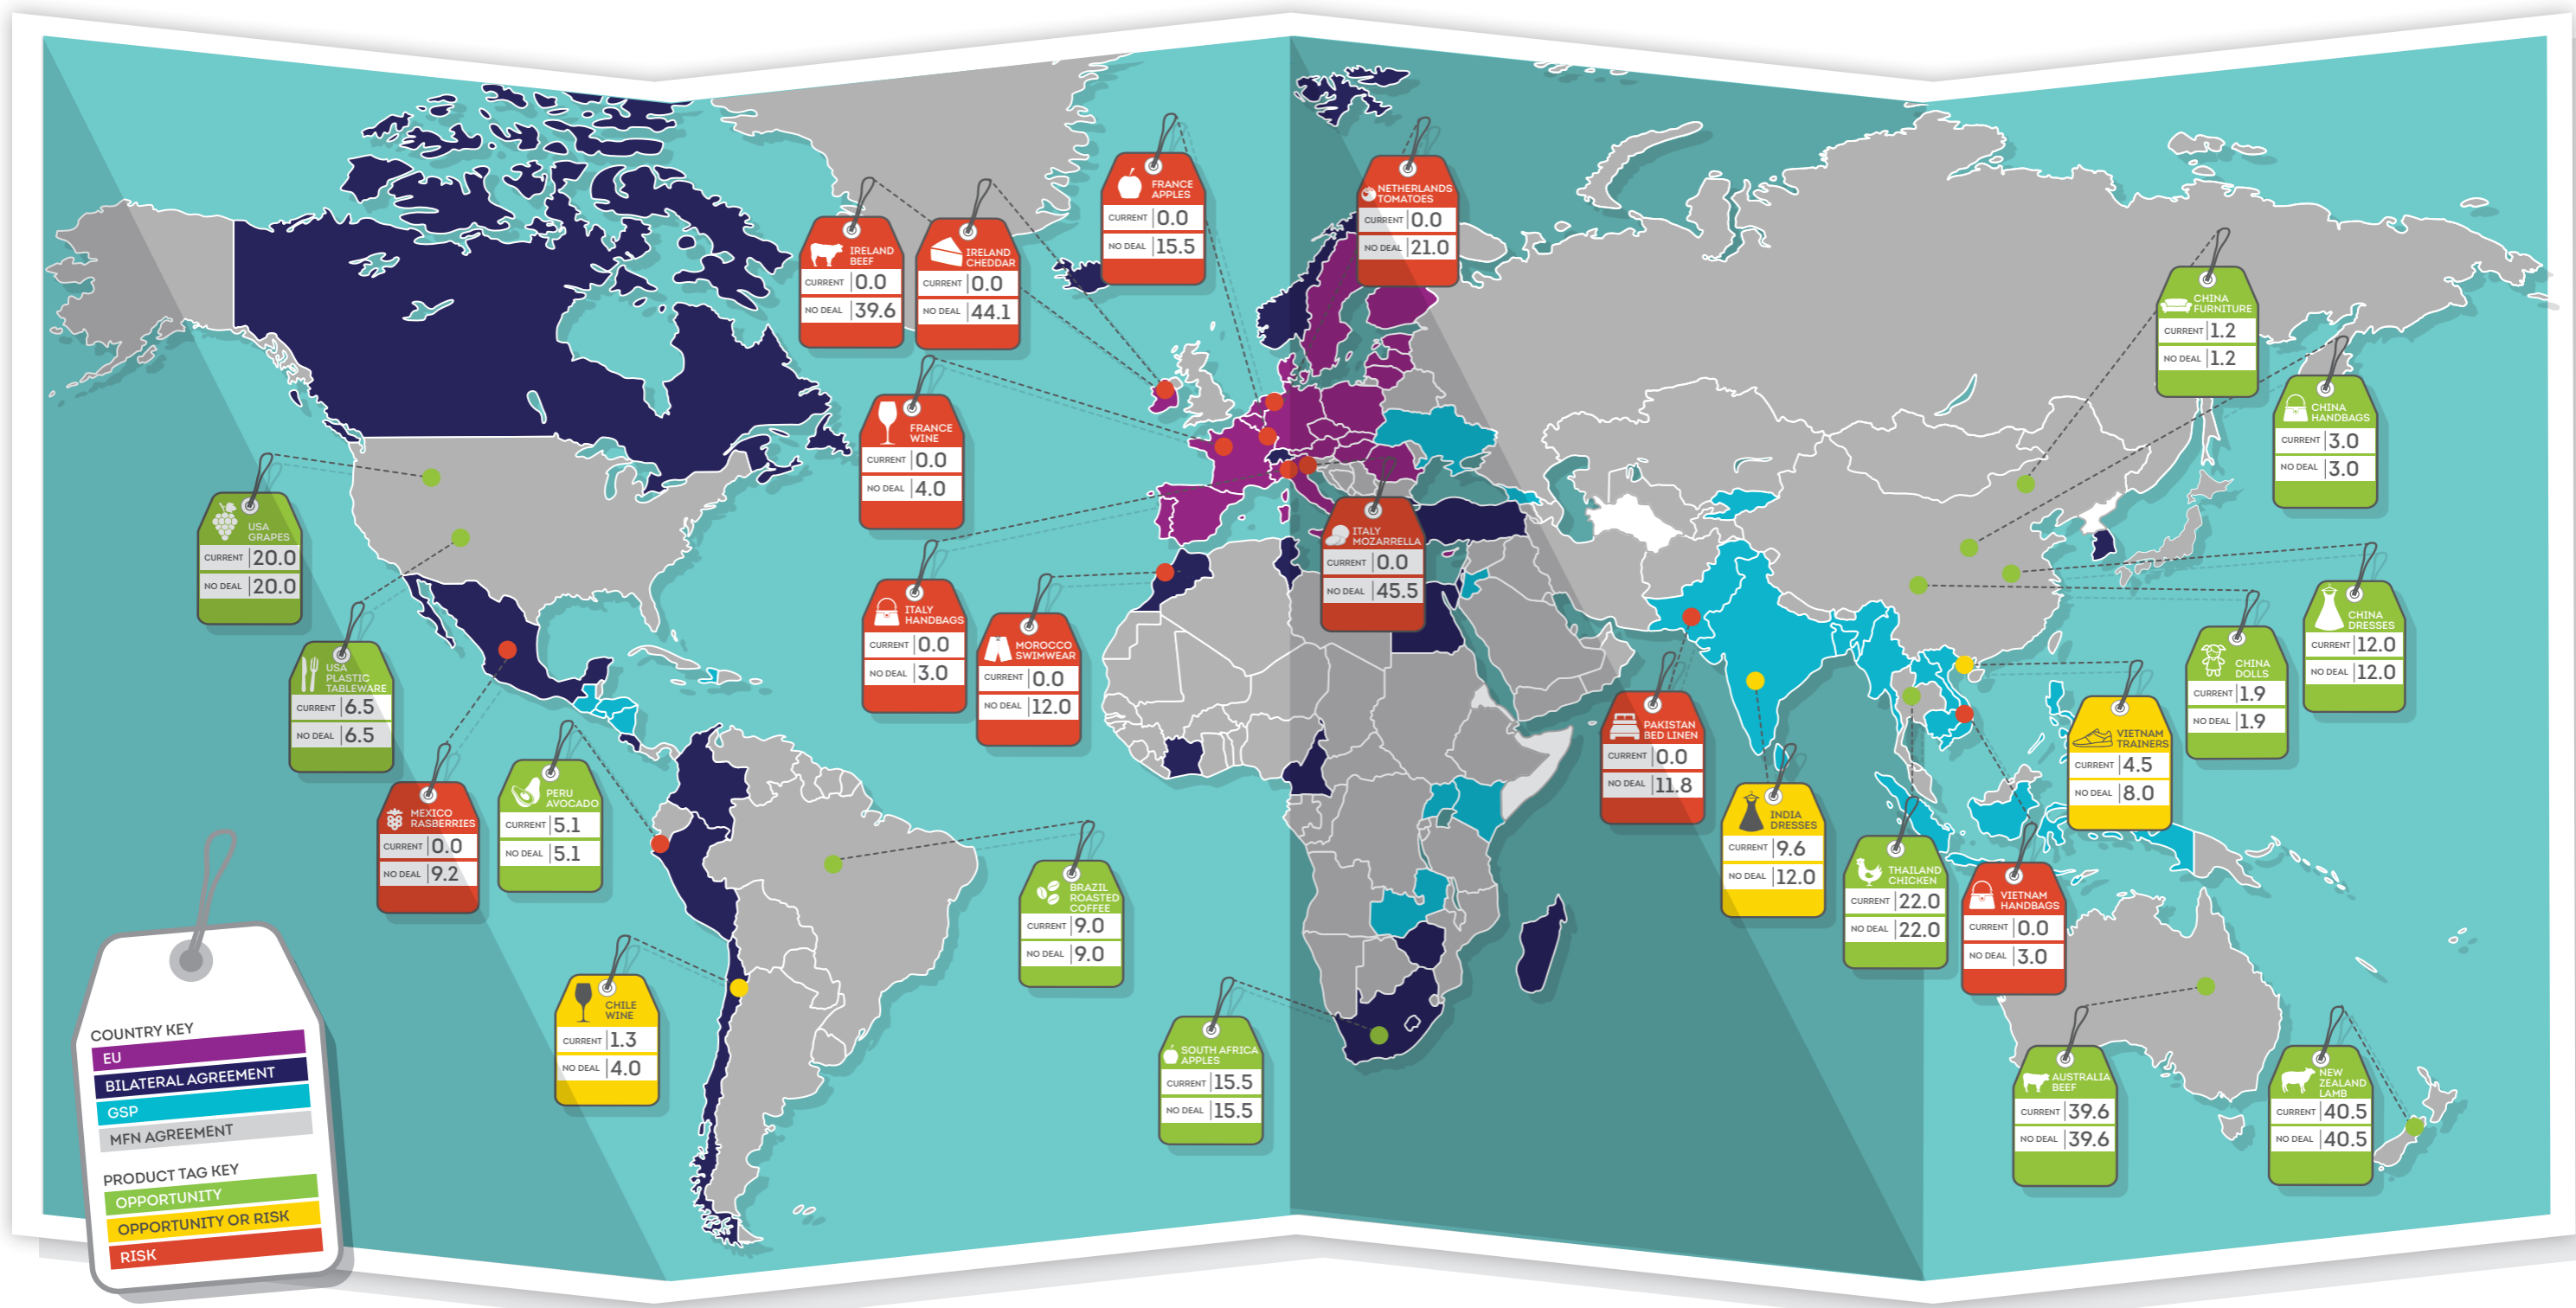 FRANCE
APPLES
CURRENT 0.0
NO DEAL 15.5
NETHERLANDS
TOMATOES
CURRENT 0.0
NO DEAL 21.0
IRELAND
BEEF
CURRENT 0.0
NO DEAL 39.6
IRELAND
CHEDDAR
CURRENT 0.0
NO DEAL 44.1
CHINA
FURNITURE
CURRENT 1.2
NO DEAL 1.2
CHINA
HANDBAGS
CURRENT 3.0
NO DEAL 3.0
FRANCE
WINE
CURRENT 0.0
NO DEAL 4.0
USA
GRAPES
CURRENT 20.0
NO DEAL 20.0
ITALY
MOZARRELLA
CURRENT 0.0
NO DEAL 45.5
ITALY
HANDBAGS
CURRENT 0.0
NO DEAL 3.0
MOROCCO
SWIMWEAR
CURRENT 0.0
NO DEAL 12.0
CHINA
DRESSES
CURRENT 12.0
NO DEAL 12.0
CHINA
DOLLS
CURRENT 1.9
NO DEAL 1.9
USA
PLASTIC
TABLEWARE
CURRENT 6.5
NO DEAL 6.5
PAKISTAN
BED LINEN
CURRENT 0.0
NO DEAL 11.8
VIETNAM
TRAINERS
CURRENT 4.5
NO DEAL 8.0
MEXICO
RASBERRIES
CURRENT 0.0
NO DEAL 9.2
PERU
AVOCADO
CURRENT 5.1
NO DEAL 5.1
INDIA
DRESSES
CURRENT 9.6
NO DEAL 12.0
BRAZIL
ROASTED
COFFEE
CURRENT 9.0
NO DEAL 9.0
THAILAND
CHICKEN
CURRENT 22.0
NO DEAL 22.0
VIETNAM
HANDBAGS
CURRENT 0.0
NO DEAL 3.0
CHILE
WINE
CURRENT 1.3
NO DEAL 4.0
SOUTH AFRICA
APPLES
CURRENT 15.5
NO DEAL 15.5
AUSTRALIA
BEEF
CURRENT 39.6
NO DEAL 39.6
NEW
ZEALAND
LAMB
CURRENT 40.5
NO DEAL 40.5
COUNTRY KEY
EU
BILATERAL AGREEMENT
GSP
MFN AGREEMENT
PRODUCT TAG KEY
OPPORTUNITY
OPPORTUNITY OR RISK
RISK